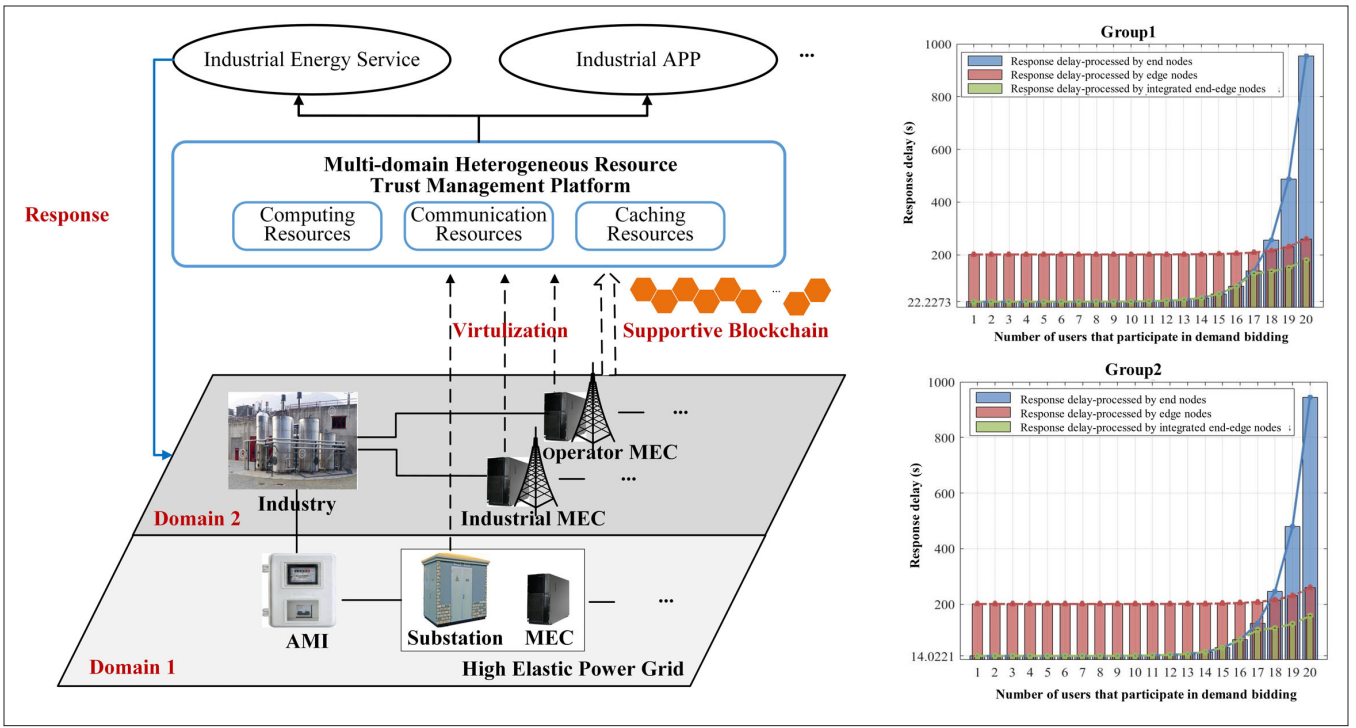 Industrial Energy Service
Industrial APP
...
Multi-domain Heterogeneous Resource
Trust Management Platform
Computing
Resources
Communication
Resources
Caching
Resources
Response
...
Virtulization
Supportive Blockchain
...
Operator MEC
...
Industry
Industrial MEC
Domain 2
...
AMI
Substation
MEC
Domain 1
High Elastic Power Grid
Group1
Response delay (s)
1000
800
600
400
200
22.2273
Response delay-processed by end nodes
Response delay-processed by edge nodes
Response delay-processed by integrated end-edge nodes s
1 2 3 4 5 6 7 8 9 10 11 12 13 14 15 16 17 18 19 20
Number of users that participate in demand bidding
Group2
Response delay (s)
1000
800
600
400
200
14.0221
Response delay-processed by end nodes
Response delay-processed by edge nodes
Response delay-processed by integrated end-edge nodes s
1 2 3 4 5 6 7 8 9 10 11 12 13 14 15 16 17 18 19 20
Number of users that participate in demand bidding